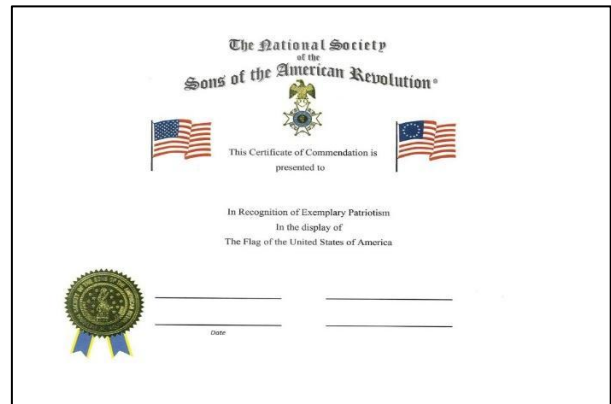 The National Society
of the
Sons of the American Revolution®
This Certificate of Commendation is
presented to
In Recognition of Exemplary Patriotism
In the display of
The Flag of the United States of America
Date